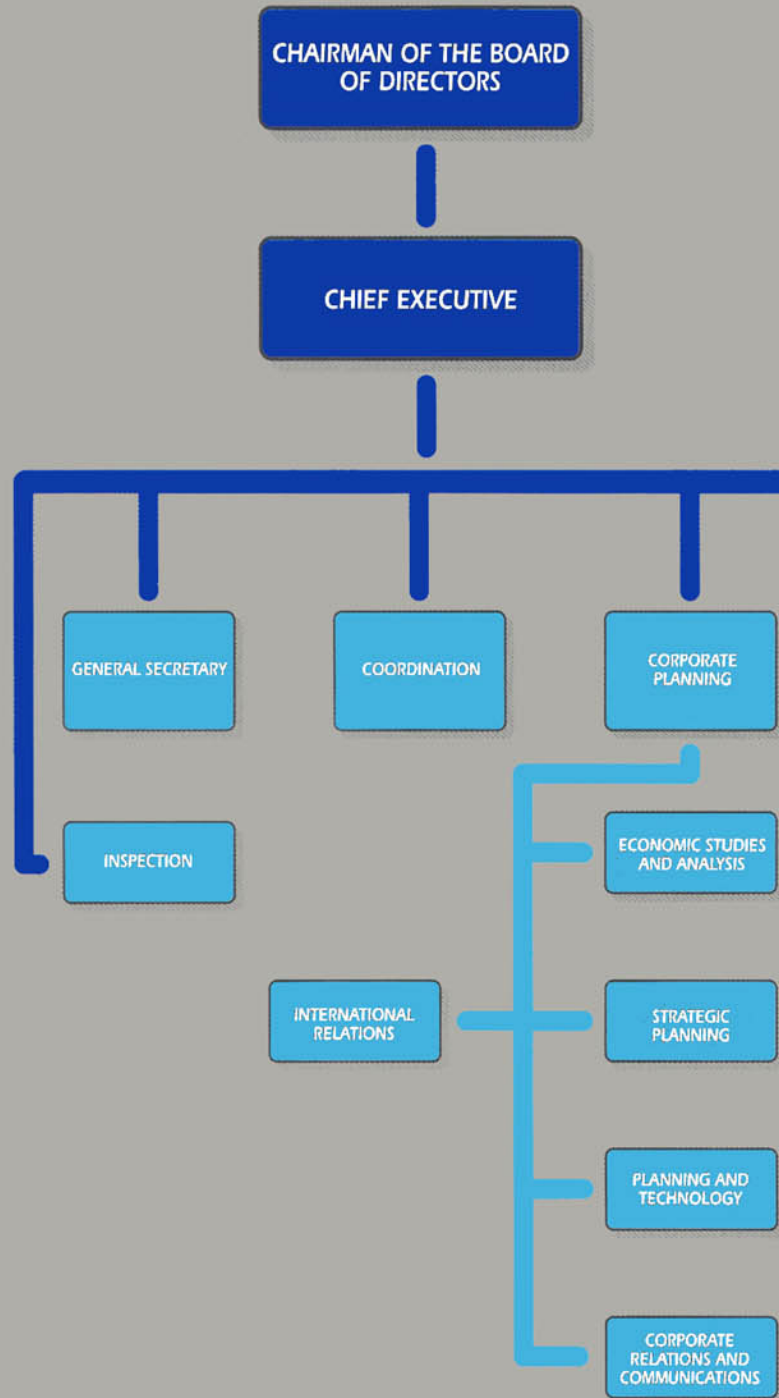 CHAIRMAN OF THE BOARD
OF DIRECTORS
CHIEF EXECUTIVE
GENERAL SECRETARY
COORDINATION
CORPORATE
PLANNING
INSPECTION
ECONOMIC STUDIES
AND ANALYSIS
INTERNATIONAL
RELATIONS
STRATEGIC
PLANNING
PLANNING AND
TECHNOLOGY
CORPORATE
RELATIONS AND
COMMUNICATIONS